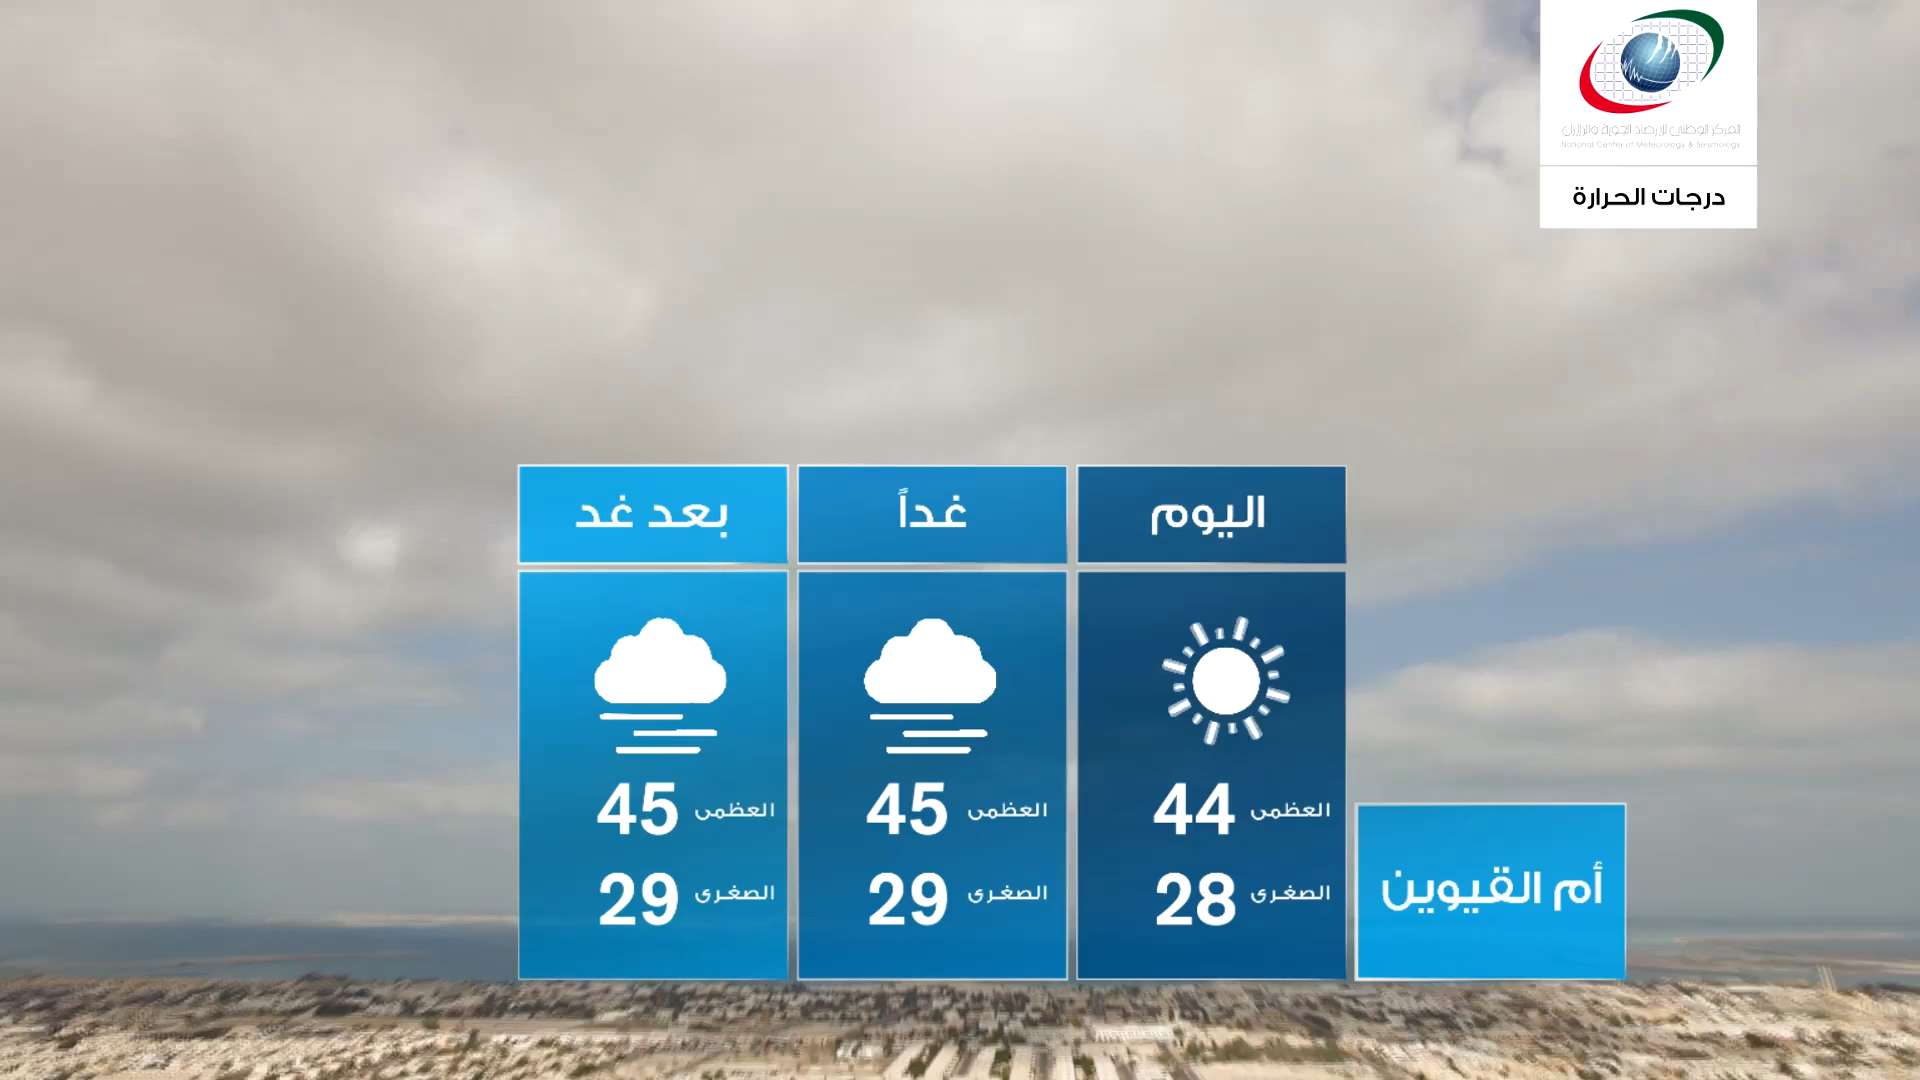 المركز الوطني للأرصاد الجوية والزلازل
National Center of Meteorology & Seismology
درجات الحرارة
اليوم
غداً
بعد غد
العظمى 44
العظمى 45
العظمى 45
الصغرى 28
الصغرى 29
الصغرى 29
أم القيوين